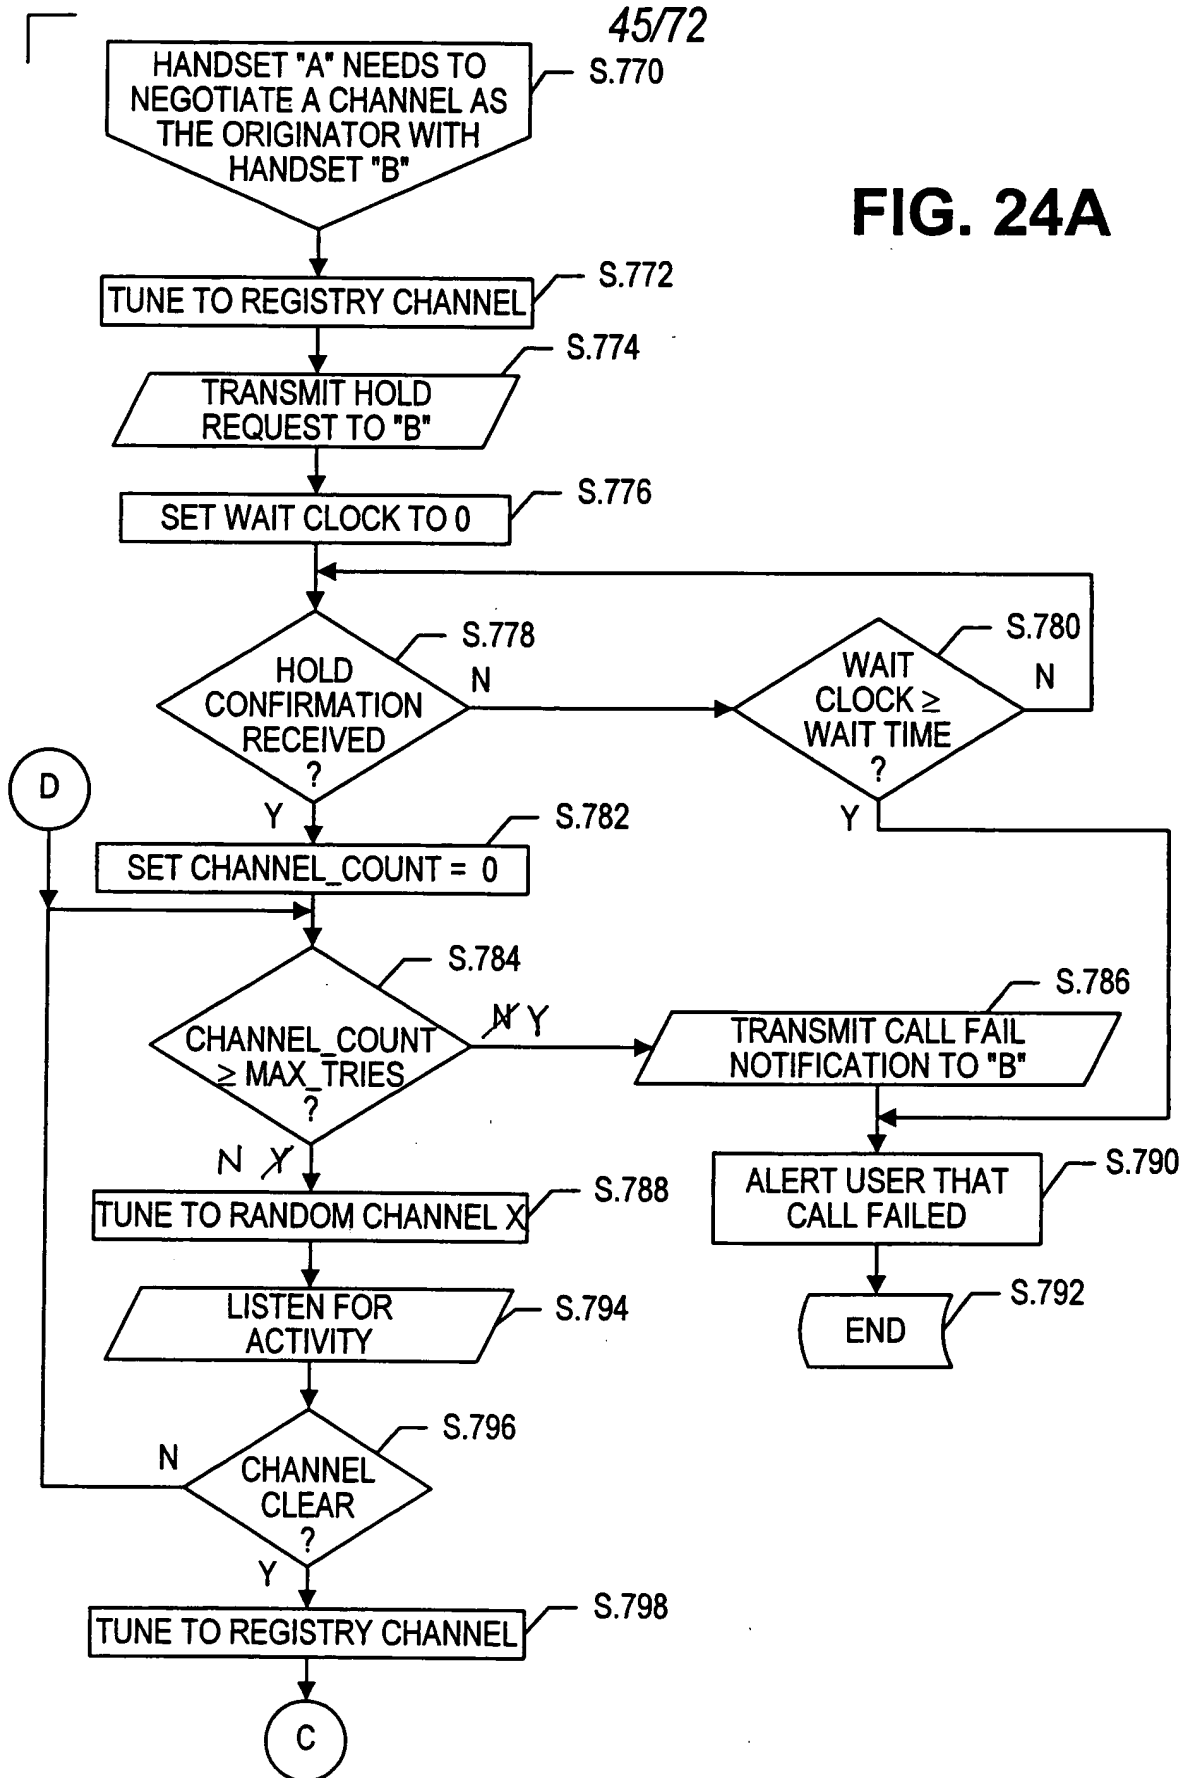 45/72
HANDSET "A" NEEDS TO
NEGOTIATE A CHANNEL AS
THE ORIGINATOR WITH
HANDSET "B"
S.770
FIG. 24A
TUNE TO REGISTRY CHANNEL
S.772
TRANSMIT HOLD
REQUEST TO "B"
S.774
SET WAIT CLOCK TO 0
S.776
HOLD
CONFIRMATION
RECEIVED
?
S.778
N
WAIT
CLOCK ≥
WAIT TIME
?
S.780
N
Y
D
Y
SET CHANNEL_COUNT = 0
S.782
CHANNEL_COUNT
≥ MAX_TRIES
?
S.784
N Y
TRANSMIT CALL FAIL
NOTIFICATION TO "B"
S.786
N Y
TUNE TO RANDOM CHANNEL X
S.788
ALERT USER THAT
CALL FAILED
S.790
LISTEN FOR
ACTIVITY
S.794
END
S.792
CHANNEL
CLEAR
?
S.796
N
Y
TUNE TO REGISTRY CHANNEL
S.798
C